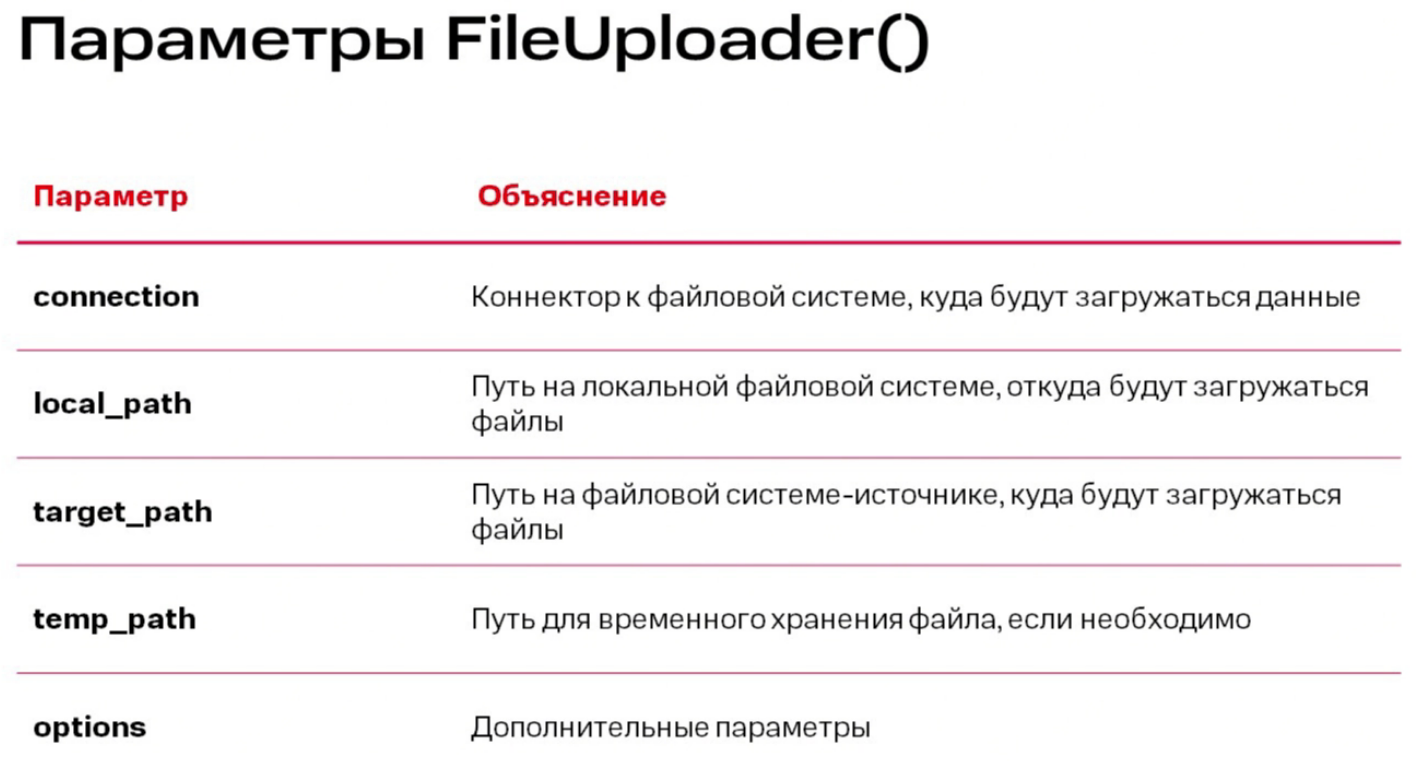 Параметры FileUploader()
Параметр Объяснение
connection Коннектор к файловой системе, куда будут загружаться данные
local_path Путь на локальной файловой системе, откуда будут загружаться
файлы
target_path Путь на файловой системе-источнике, куда будут загружаться
файлы
temp_path Путь для временного хранения файла, если необходимо
options Дополнительные параметры